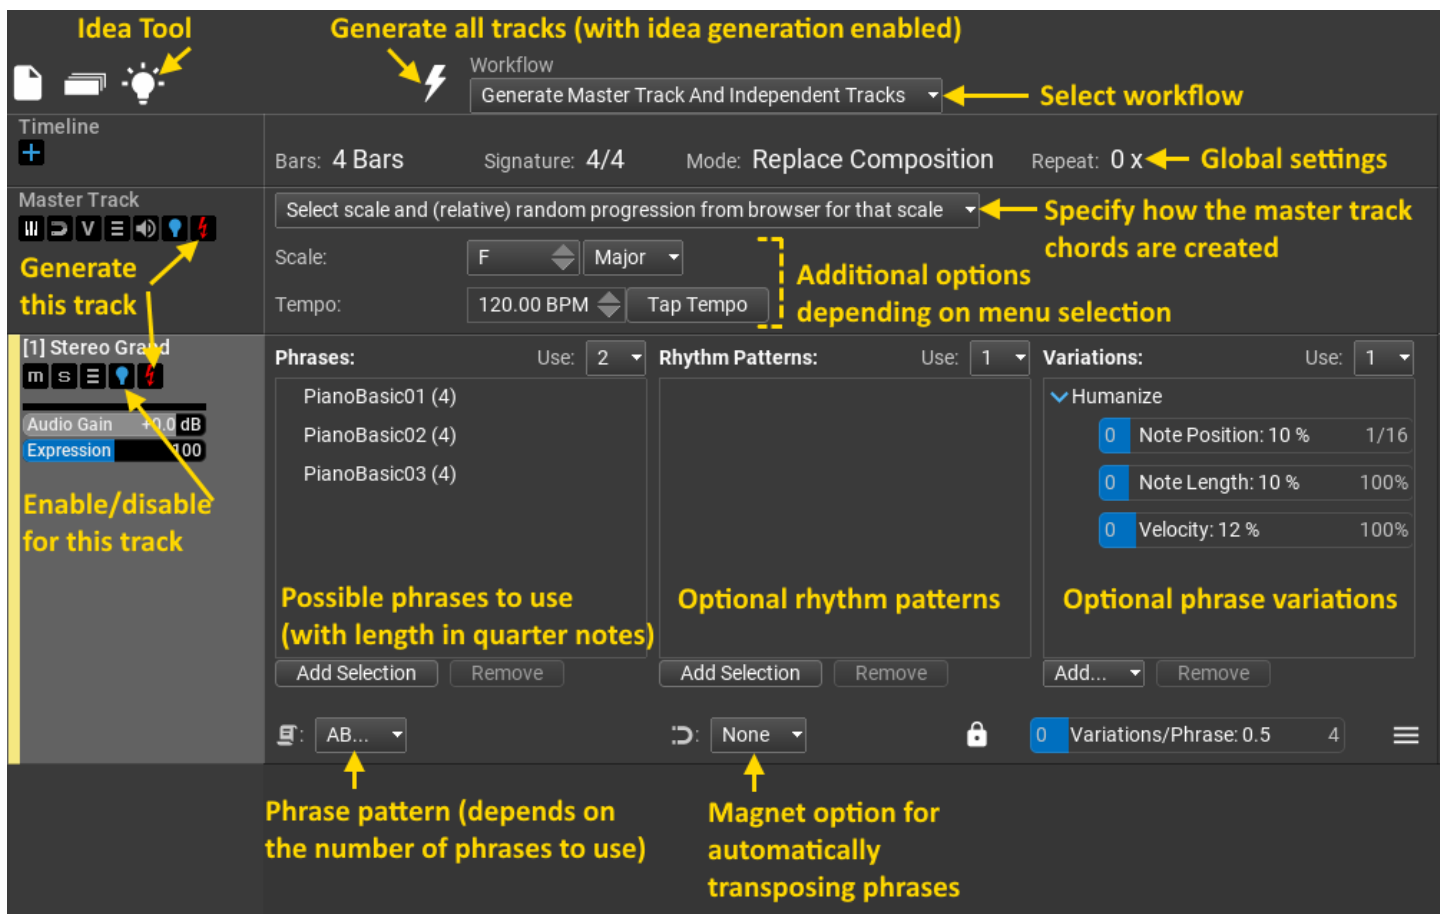 Idea Tool
Generate all tracks (with idea generation enabled)
Workflow
Generate Master Track And Independent Tracks
Select workflow
Timeline
Bars: 4 Bars
Signature: 4/4
Mode: Replace Composition
Repeat: 0 x
Global settings
Master Track
V
Select scale and (relative) random progression from browser for that scale
Specify how the master track
chords are created
Generate
this track
Scale:
F
Major
Tempo:
120.00 BPM
Tap Tempo
Additional options
depending on menu selection
[1] Stereo Grand
m s
Audio Gain +0.0 dB
Expression 100
Enable/disable
for this track
Phrases:
Use: 2
PianoBasic01 (4)
PianoBasic02 (4)
PianoBasic03 (4)
Possible phrases to use
(with length in quarter notes)
Add Selection
Remove
Rhythm Patterns:
Use: 1
Optional rhythm patterns
Add Selection
Remove
Variations:
Use: 1
Humanize
0 Note Position: 10 % 1/16
0 Note Length: 10 % 100%
0 Velocity: 12 % 100%
Optional phrase variations
Add...
Remove
: AB...
: None
0 Variations/Phrase: 0.5 4
Phrase pattern (depends on
the number of phrases to use)
Magnet option for
automatically
transposing phrases